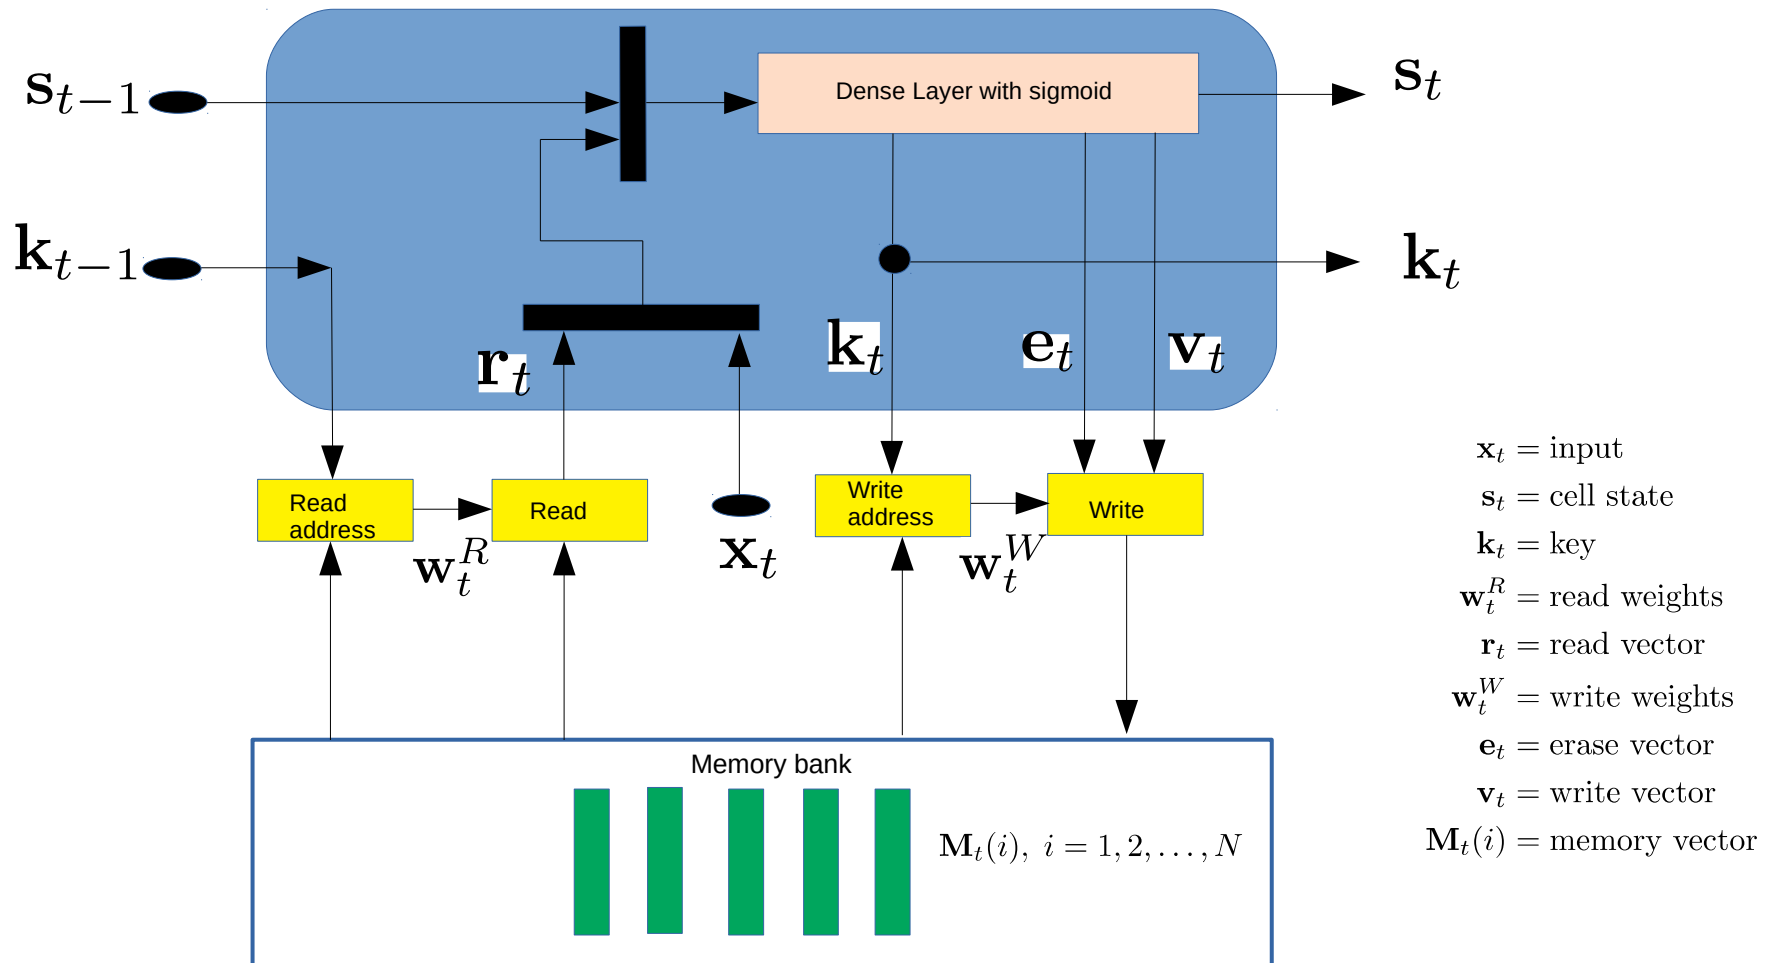 s_{t-1}
Dense Layer with sigmoid
s_t
k_{t-1}
k_t
r_t
k_t
e_t
v_t
Read
address
w_t^R
Read
x_t
Write
address
w_t^W
Write
Memory bank
M_t(i), i = 1, 2, . . . , N
x_t = input
s_t = cell state
k_t = key
w_t^R = read weights
r_t = read vector
w_t^W = write weights
e_t = erase vector
v_t = write vector
M_t(i) = memory vector